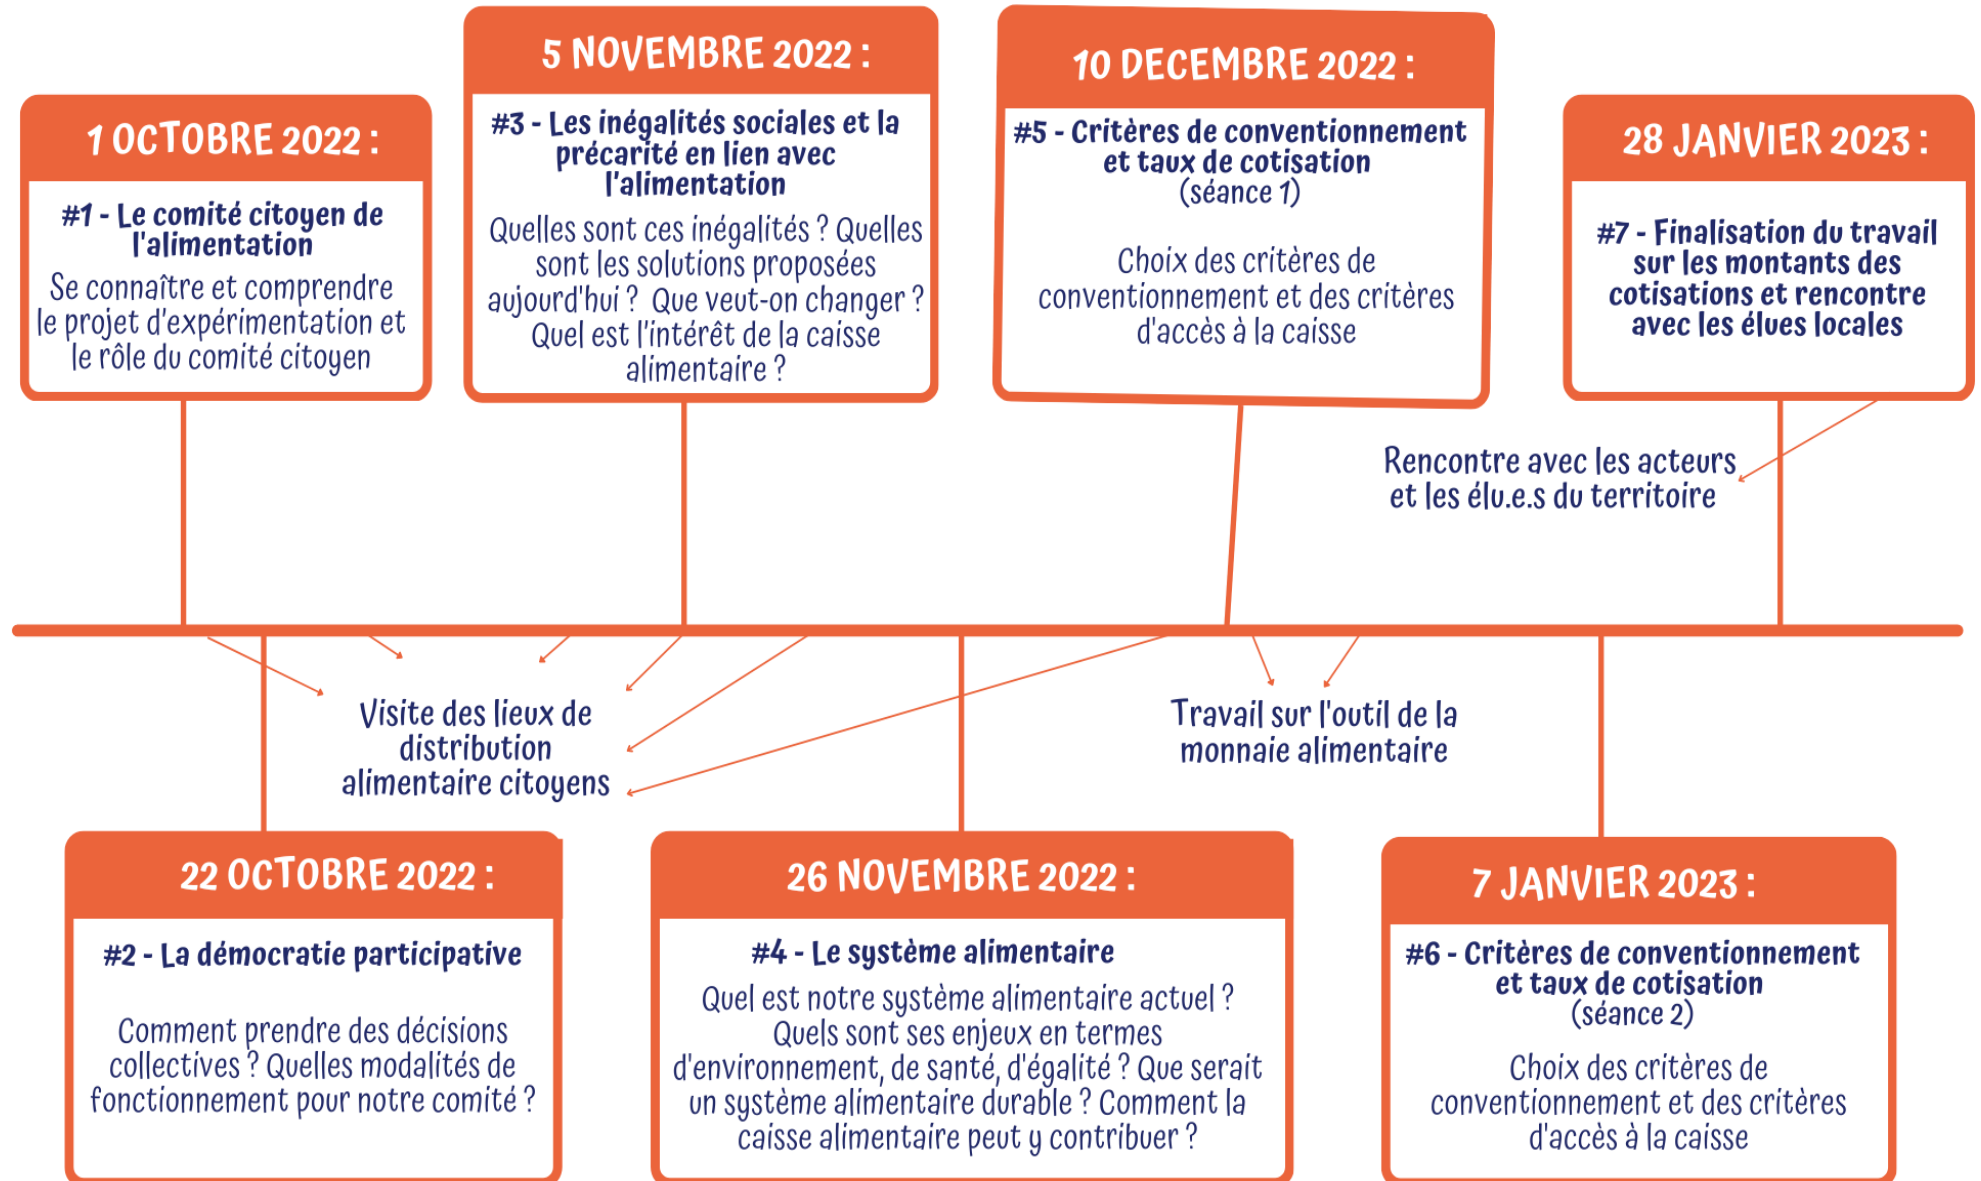 1 OCTOBRE 2022 :
#1 - Le comité citoyen de
l'alimentation
Se connaître et comprendre
le projet d'expérimentation et
le rôle du comité citoyen
5 NOVEMBRE 2022 :
#3 - Les inégalités sociales et la
précarité en lien avec
l'alimentation
Quelles sont ces inégalités ? Quelles
sont les solutions proposées
aujourd'hui ? Que veut-on changer ?
Quel est l'intérêt de la caisse
alimentaire ?
10 DECEMBRE 2022 :
#5 - Critères de conventionnement
et taux de cotisation
(séance 1)
Choix des critères de
conventionnement et des critères
d'accès à la caisse
28 JANVIER 2023 :
#7 - Finalisation du travail
sur les montants des
cotisations et rencontre
avec les élues locales
Rencontre avec les acteurs
et les élu.e.s du territoire
Visite des lieux de
distribution
alimentaire citoyens
Travail sur l'outil de la
monnaie alimentaire
22 OCTOBRE 2022 :
#2 - La démocratie participative
Comment prendre des décisions
collectives ? Quelles modalités de
fonctionnement pour notre comité ?
26 NOVEMBRE 2022 :
#4 - Le système alimentaire
Quel est notre système alimentaire actuel ?
Quels sont ses enjeux en termes
d'environnement, de santé, d'égalité ? Que serait
un système alimentaire durable ? Comment la
caisse alimentaire peut y contribuer ?
7 JANVIER 2023 :
#6 - Critères de conventionnement
et taux de cotisation
(séance 2)
Choix des critères de
conventionnement et des critères
d'accès à la caisse